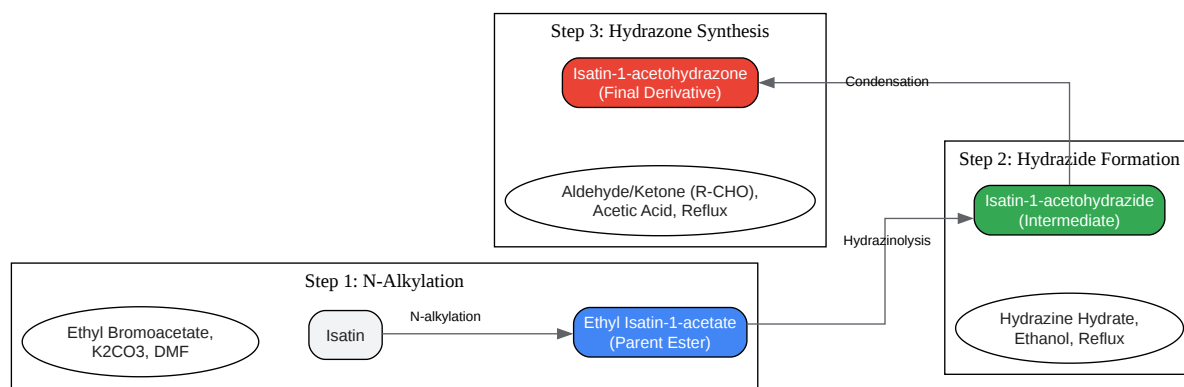 Step 3: Hydrazone Synthesis
Isatin-1-acetohydrazone
(Final Derivative)
Condensation
Aldehyde/Ketone (R-CHO),
Acetic Acid, Reflux
Step 2: Hydrazide Formation
Isatin-1-acetohydrazide
(Intermediate)
Hydrazinolysis
Hydrazine Hydrate,
Ethanol, Reflux
Step 1: N-Alkylation
Ethyl Bromoacetate,
K2CO3, DMF
Isatin
N-alkylation
Ethyl Isatin-1-acetate
(Parent Ester)